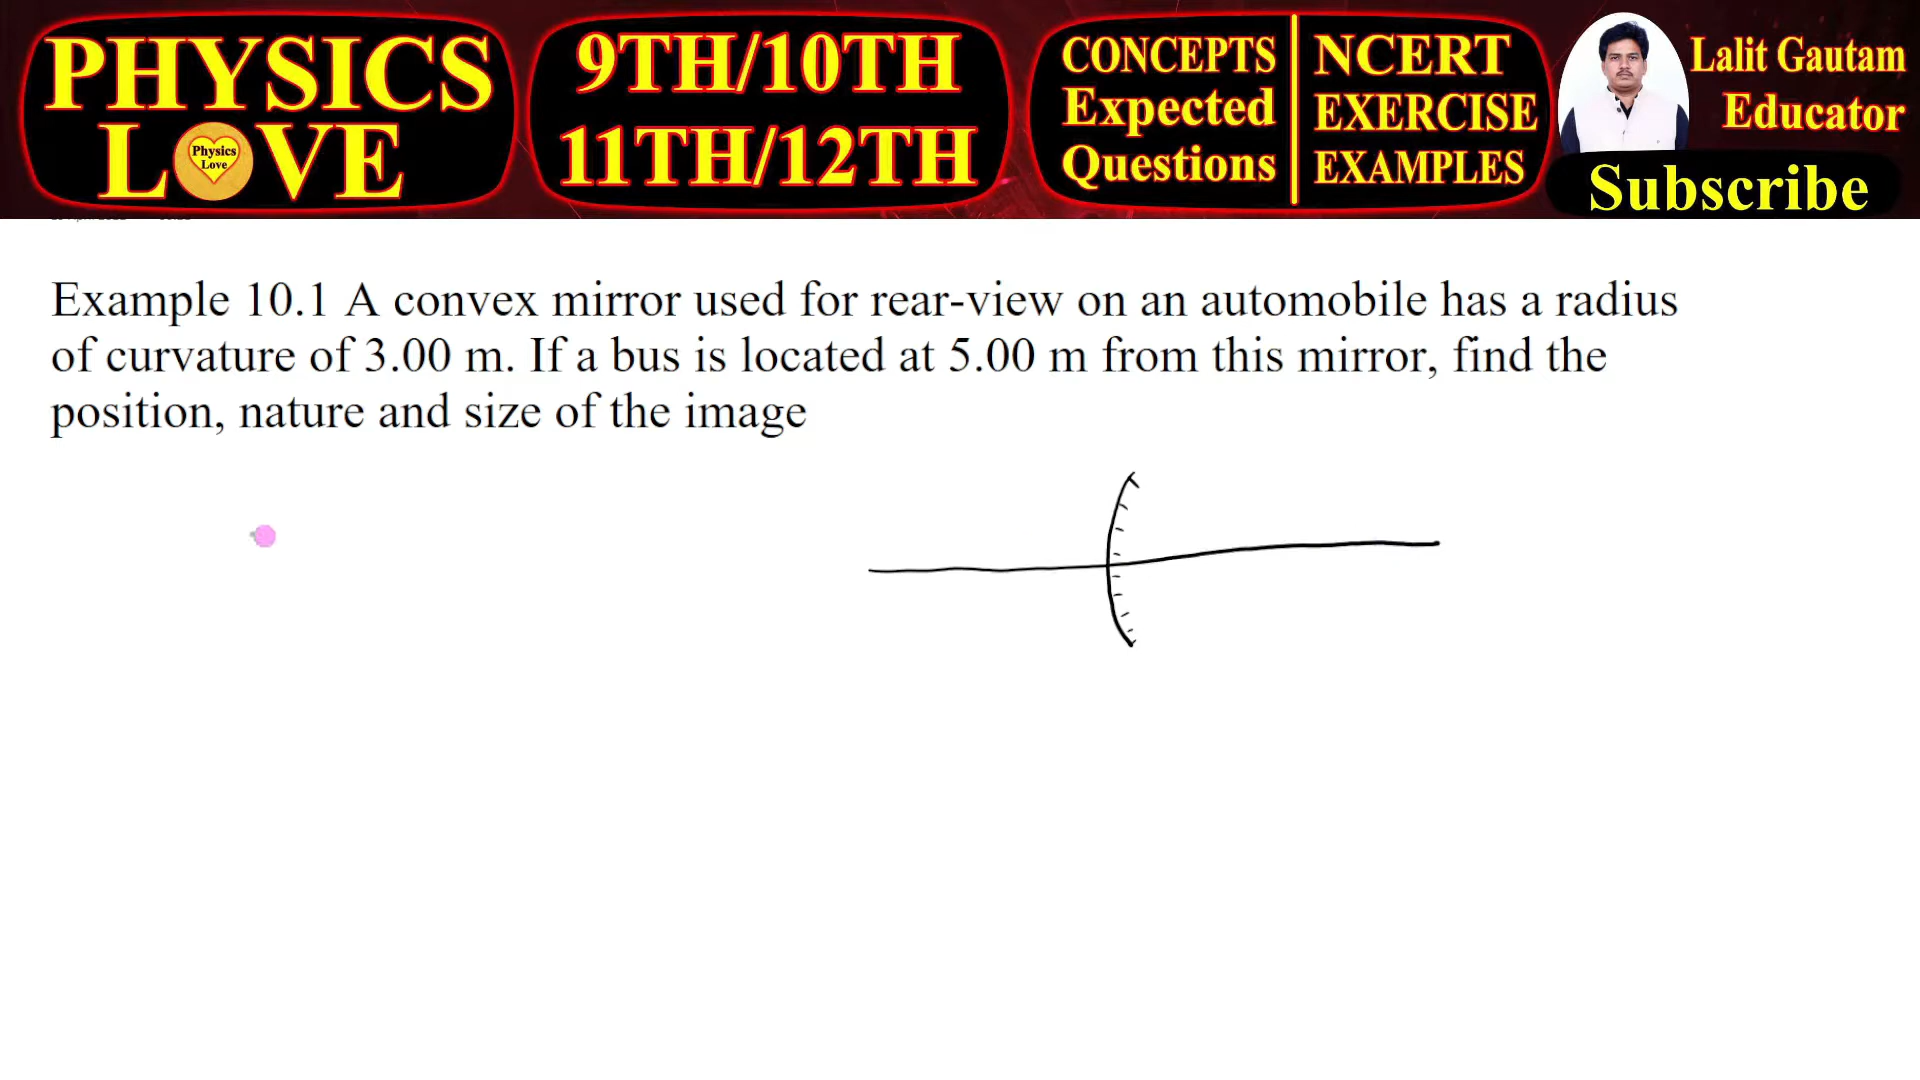 PHYSICS
LOVE
Physics
Love
9TH/10TH
11TH/12TH
CONCEPTS
Expected
Questions
NCERT
EXERCISE
EXAMPLES
Lalit Gautam
Educator
Subscribe
Example 10.1 A convex mirror used for rear-view on an automobile has a radius
of curvature of 3.00 m. If a bus is located at 5.00 m from this mirror, find the
position, nature and size of the image